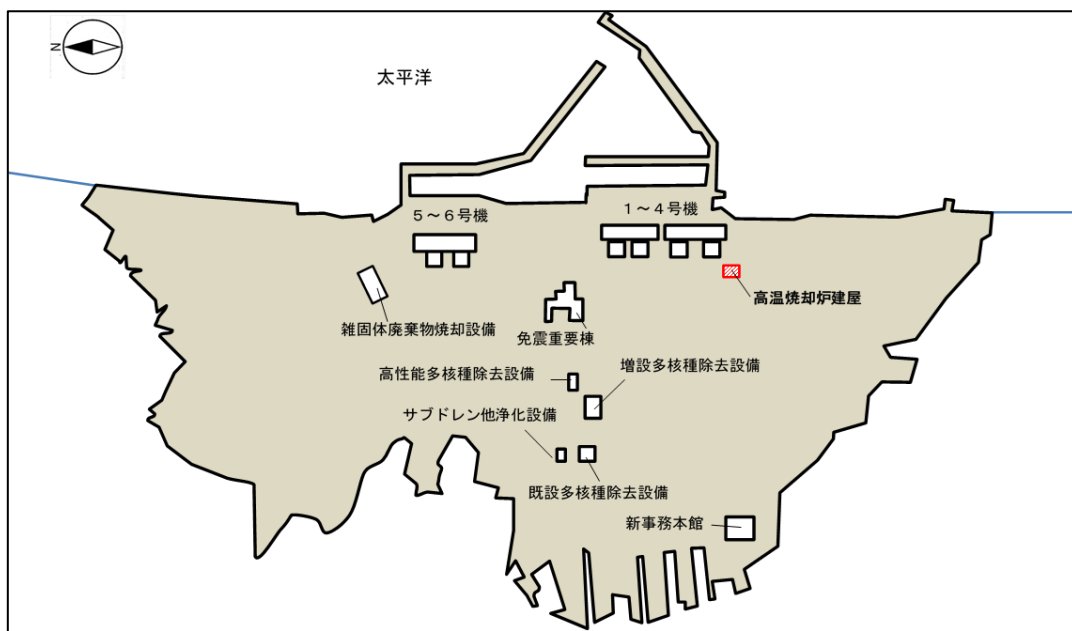 N
太平洋
5～6号機
1～4号機
高温焼却炉建屋
雑固体廃棄物焼却設備
免震重要棟
高性能多核種除去設備
増設多核種除去設備
サブドレン他浄化設備
既設多核種除去設備
新事務本館